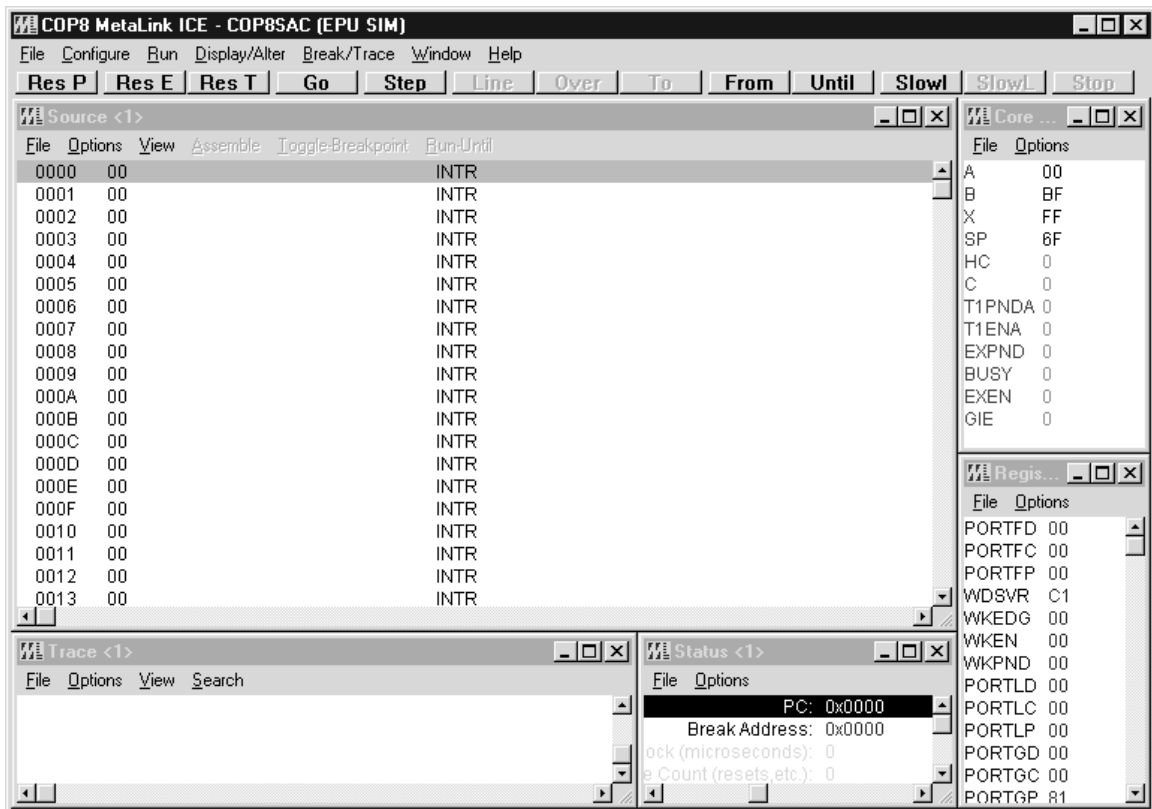 COP8 MetaLink ICE - COP8SAC (EPU SIM)
File Configure Run Display/Alter Break/Trace Window Help
Res P Res E Res T Go Step Line Over To From Until SlowI SlowL Stop
Source <1>
File Options View Assemble Toggle-Breakpoint Run-Until
0000 00 INTR
0001 00 INTR
0002 00 INTR
0003 00 INTR
0004 00 INTR
0005 00 INTR
0006 00 INTR
0007 00 INTR
0008 00 INTR
0009 00 INTR
000A 00 INTR
000B 00 INTR
000C 00 INTR
000D 00 INTR
000E 00 INTR
000F 00 INTR
0010 00 INTR
0011 00 INTR
0012 00 INTR
0013 00 INTR
Core ...
File Options
A 00
B BF
X FF
SP 6F
HC 0
C 0
T1PNDA 0
T1ENA 0
EXPND 0
BUSY 0
EXEN 0
GIE 0
Regis...
File Options
PORTFD 00
PORTFC 00
PORTFP 00
WDSVR C1
WKEDG 00
WKEN 00
WKPND 00
PORTLD 00
PORTLC 00
PORTLP 00
PORTGD 00
PORTGC 00
PORTGP 81
Trace <1>
File Options View Search
Status <1>
File Options
PC: 0x0000
Break Address: 0x0000
ock (microseconds): 0
e Count (resets,etc.): 0